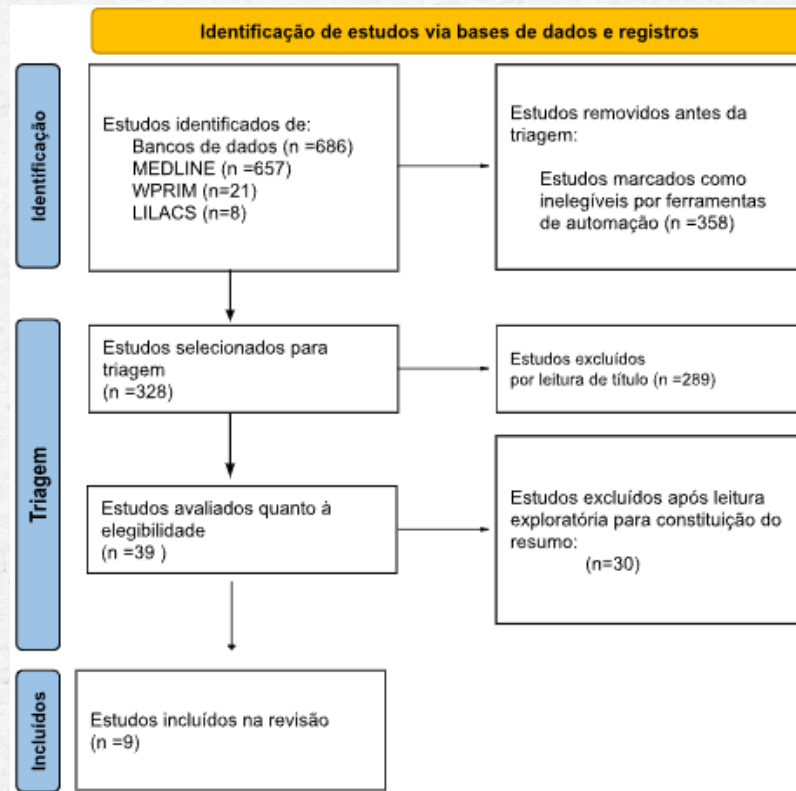 Identificação de estudos via bases de dados e registros
Identificação
Estudos identificados de:
Bancos de dados (n =686)
MEDLINE (n =657)
WPRIM (n=21)
LILACS (n=8)
Estudos removidos antes da
triagem:
Estudos marcados como
inelegíveis por ferramentas
de automação (n =358)
Triagem
Estudos selecionados para
triagem
(n =328)
Estudos excluídos
por leitura de título (n =289)
Estudos avaliados quanto à
elegibilidade
(n =39 )
Estudos excluídos após leitura
exploratória para constituição do
resumo:
(n=30)
Incluídos
Estudos incluídos na revisão
(n =9)